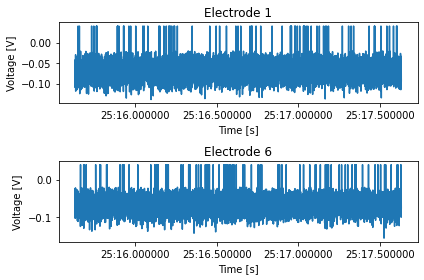 Electrode 1
Voltage [V]
0.00
−0.05
−0.10
25:16.000000 25:16.500000 25:17.000000 25:17.500000
Time [s]
Electrode 6
Voltage [V]
0.0
−0.1
25:16.000000 25:16.500000 25:17.000000 25:17.500000
Time [s]